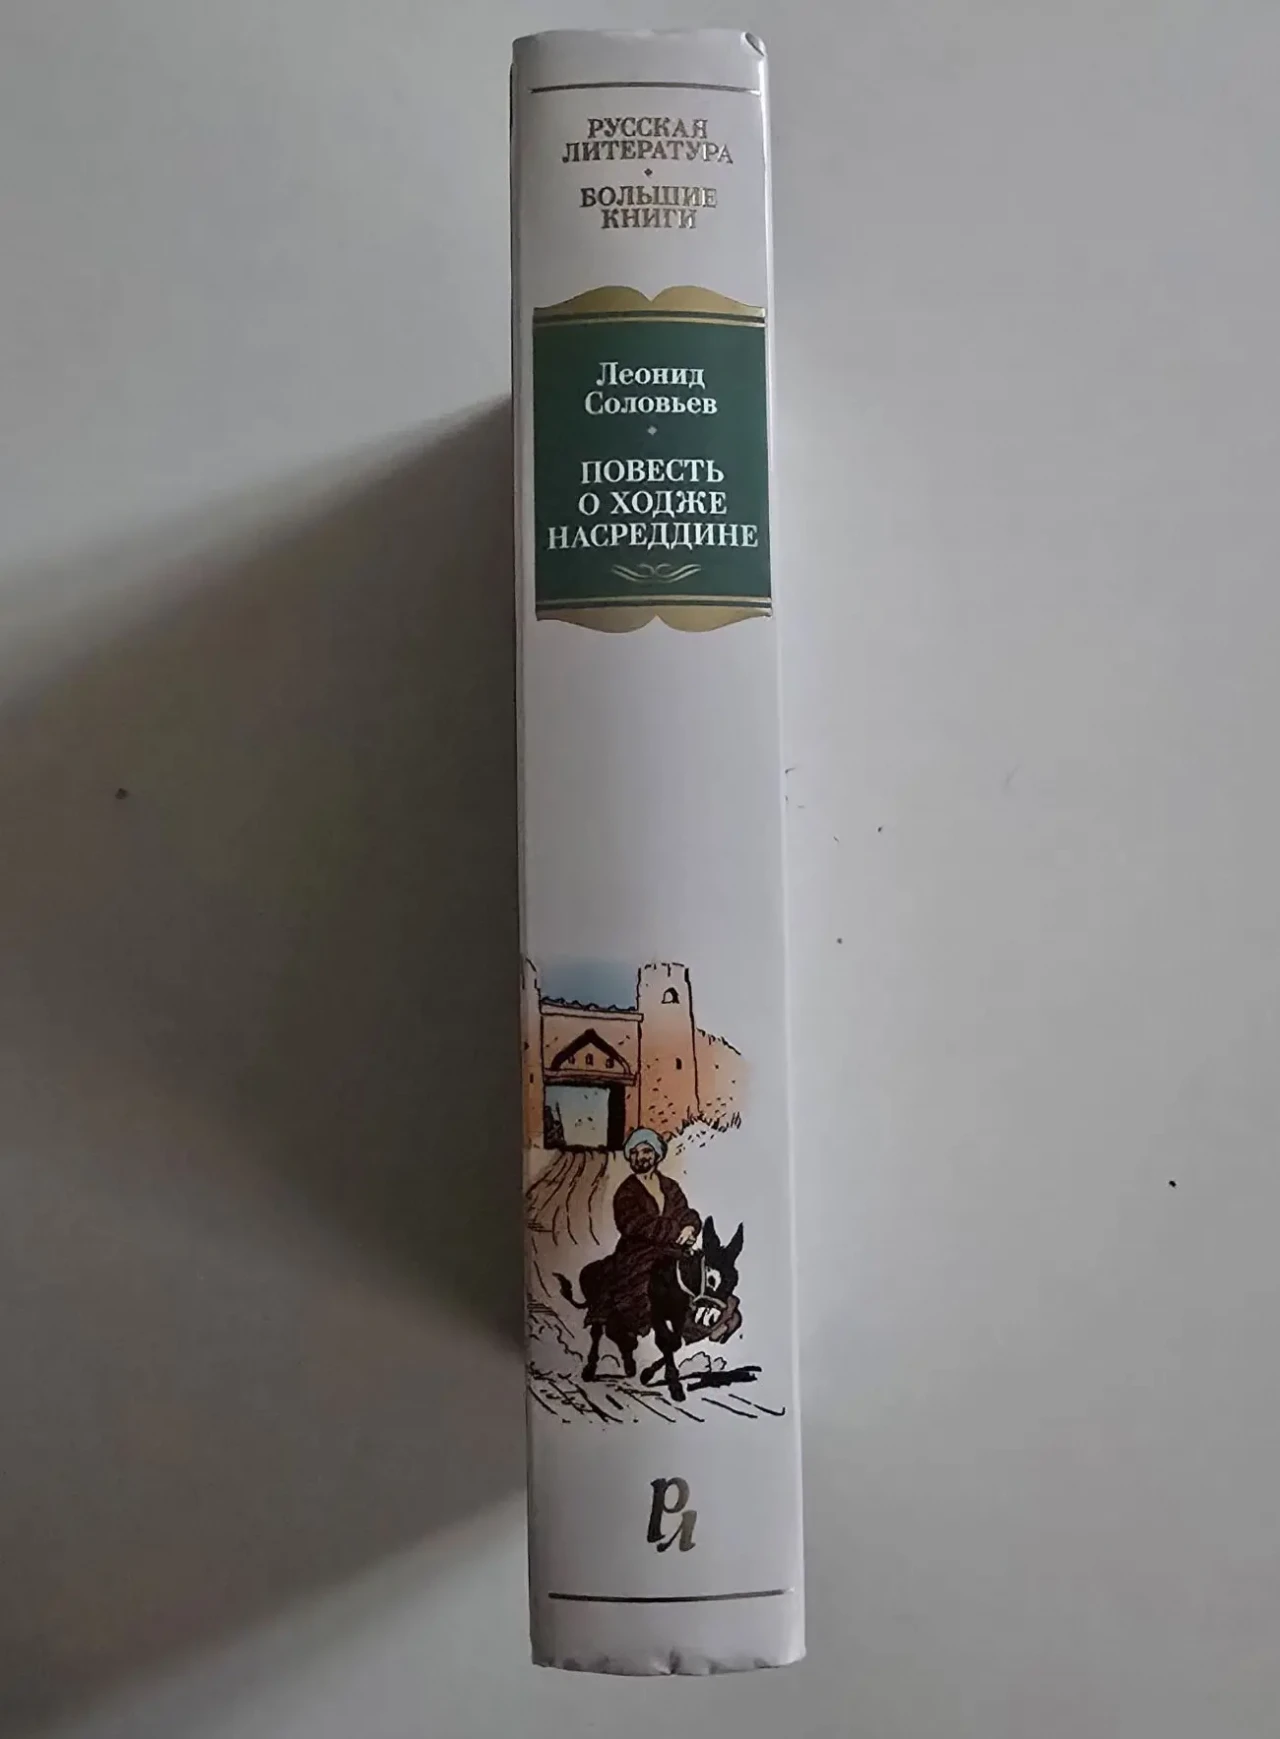 РУССКАЯ
ЛИТЕРАТУРА
БОЛЬШИЕ
КНИГИ
Леонид
Соловьев
ПОВЕСТЬ
О ХОДЖЕ
НАСРЕДДИНЕ
рл